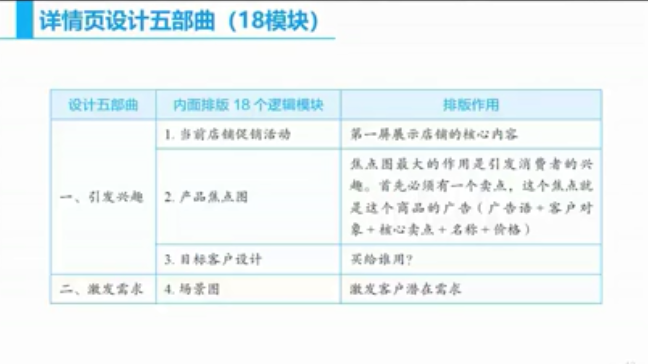 详情页设计五部曲（18模块）
设计五部曲 内面排版 18 个逻辑模块 排版作用
一、引发兴趣
1. 当前店铺促销活动 第一屏展示店铺的核心内容
2. 产品焦点图
焦点图最大的作用是引发消费者的兴
趣。首先必须有一个卖点，这个焦点就
是这个商品的广告（广告语+客户对
象+核心卖点+名称+价格）
3. 目标客户设计 买给谁用？
二、激发需求 4. 场景图 激发客户潜在需求